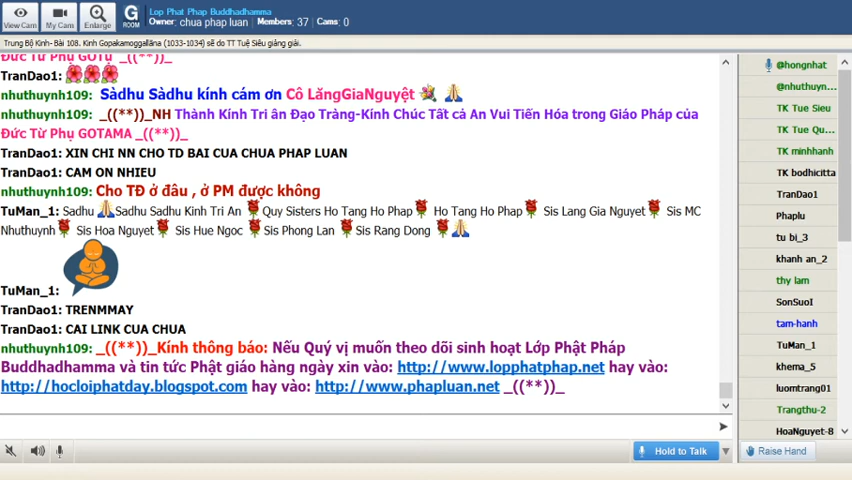 View Cam
My Cam
Enlarge
G
ROOM
Lop Phat Phap Buddhadhamma
Owner: chua phap luan Members: 37 Cams: 0
Trung Bộ Kinh- Bài 108. Kinh Gopakamoggallāna (1033-1034) sẽ do TT Tuệ Siêu giảng giải.
Đức Từ Phụ GOTu _((**)_
TranDao1:
nhuthuynh109: Sàdhu Sàdhu kính cám ơn Cô LăngGiaNguyệt
nhuthuynh109: _((**))_NH Thành Kính Tri ân Đạo Tràng-Kính Chúc Tất cả An Vui Tiến Hóa trong Giáo Pháp của
Đức Từ Phụ GOTAMA _((**))_
TranDao1: XIN CHI NN CHO TD BAI CUA CHUA PHAP LUAN
TranDao1: CAM ON NHIEU
nhuthuynh109: Cho TĐ ở đâu , ở PM được không
TuMan_1: Sadhu Sadhu Sadhu Kinh Tri An Quy Sisters Ho Tang Ho Phap Ho Tang Ho Phap Sis Lang Gia Nguyet Sis MC
Nhuthuynh Sis Hoa Nguyet Sis Hue Ngoc Sis Phong Lan Sis Rang Dong
TuMan_1:
TranDao1: TRENMMAY
TranDao1: CAI LINK CUA CHUA
nhuthuynh109: _((**))_Kính thông báo: Nếu Quý vị muốn theo dõi sinh hoạt Lớp Phật Pháp
Buddhadhamma và tin tức Phật giáo hàng ngày xin vào: http://www.lopphatphap.net hay vào:
http://hocloiphatday.blogspot.com hay vào: http://www.phapluan.net _((**))_
Hold to Talk
@hongnhat
@nhuthuyn...
TK Tue Sieu
TK Tue Qu...
TK minhhanh
TK bodhicitta
TranDao1
Phaplu
tu bi_3
khanh an_2
thy lam
SonSuoI
tam-hanh
TuMan_1
khema_5
luomtrang01
Trangthu-2
HoaNguyet-8
Raise Hand